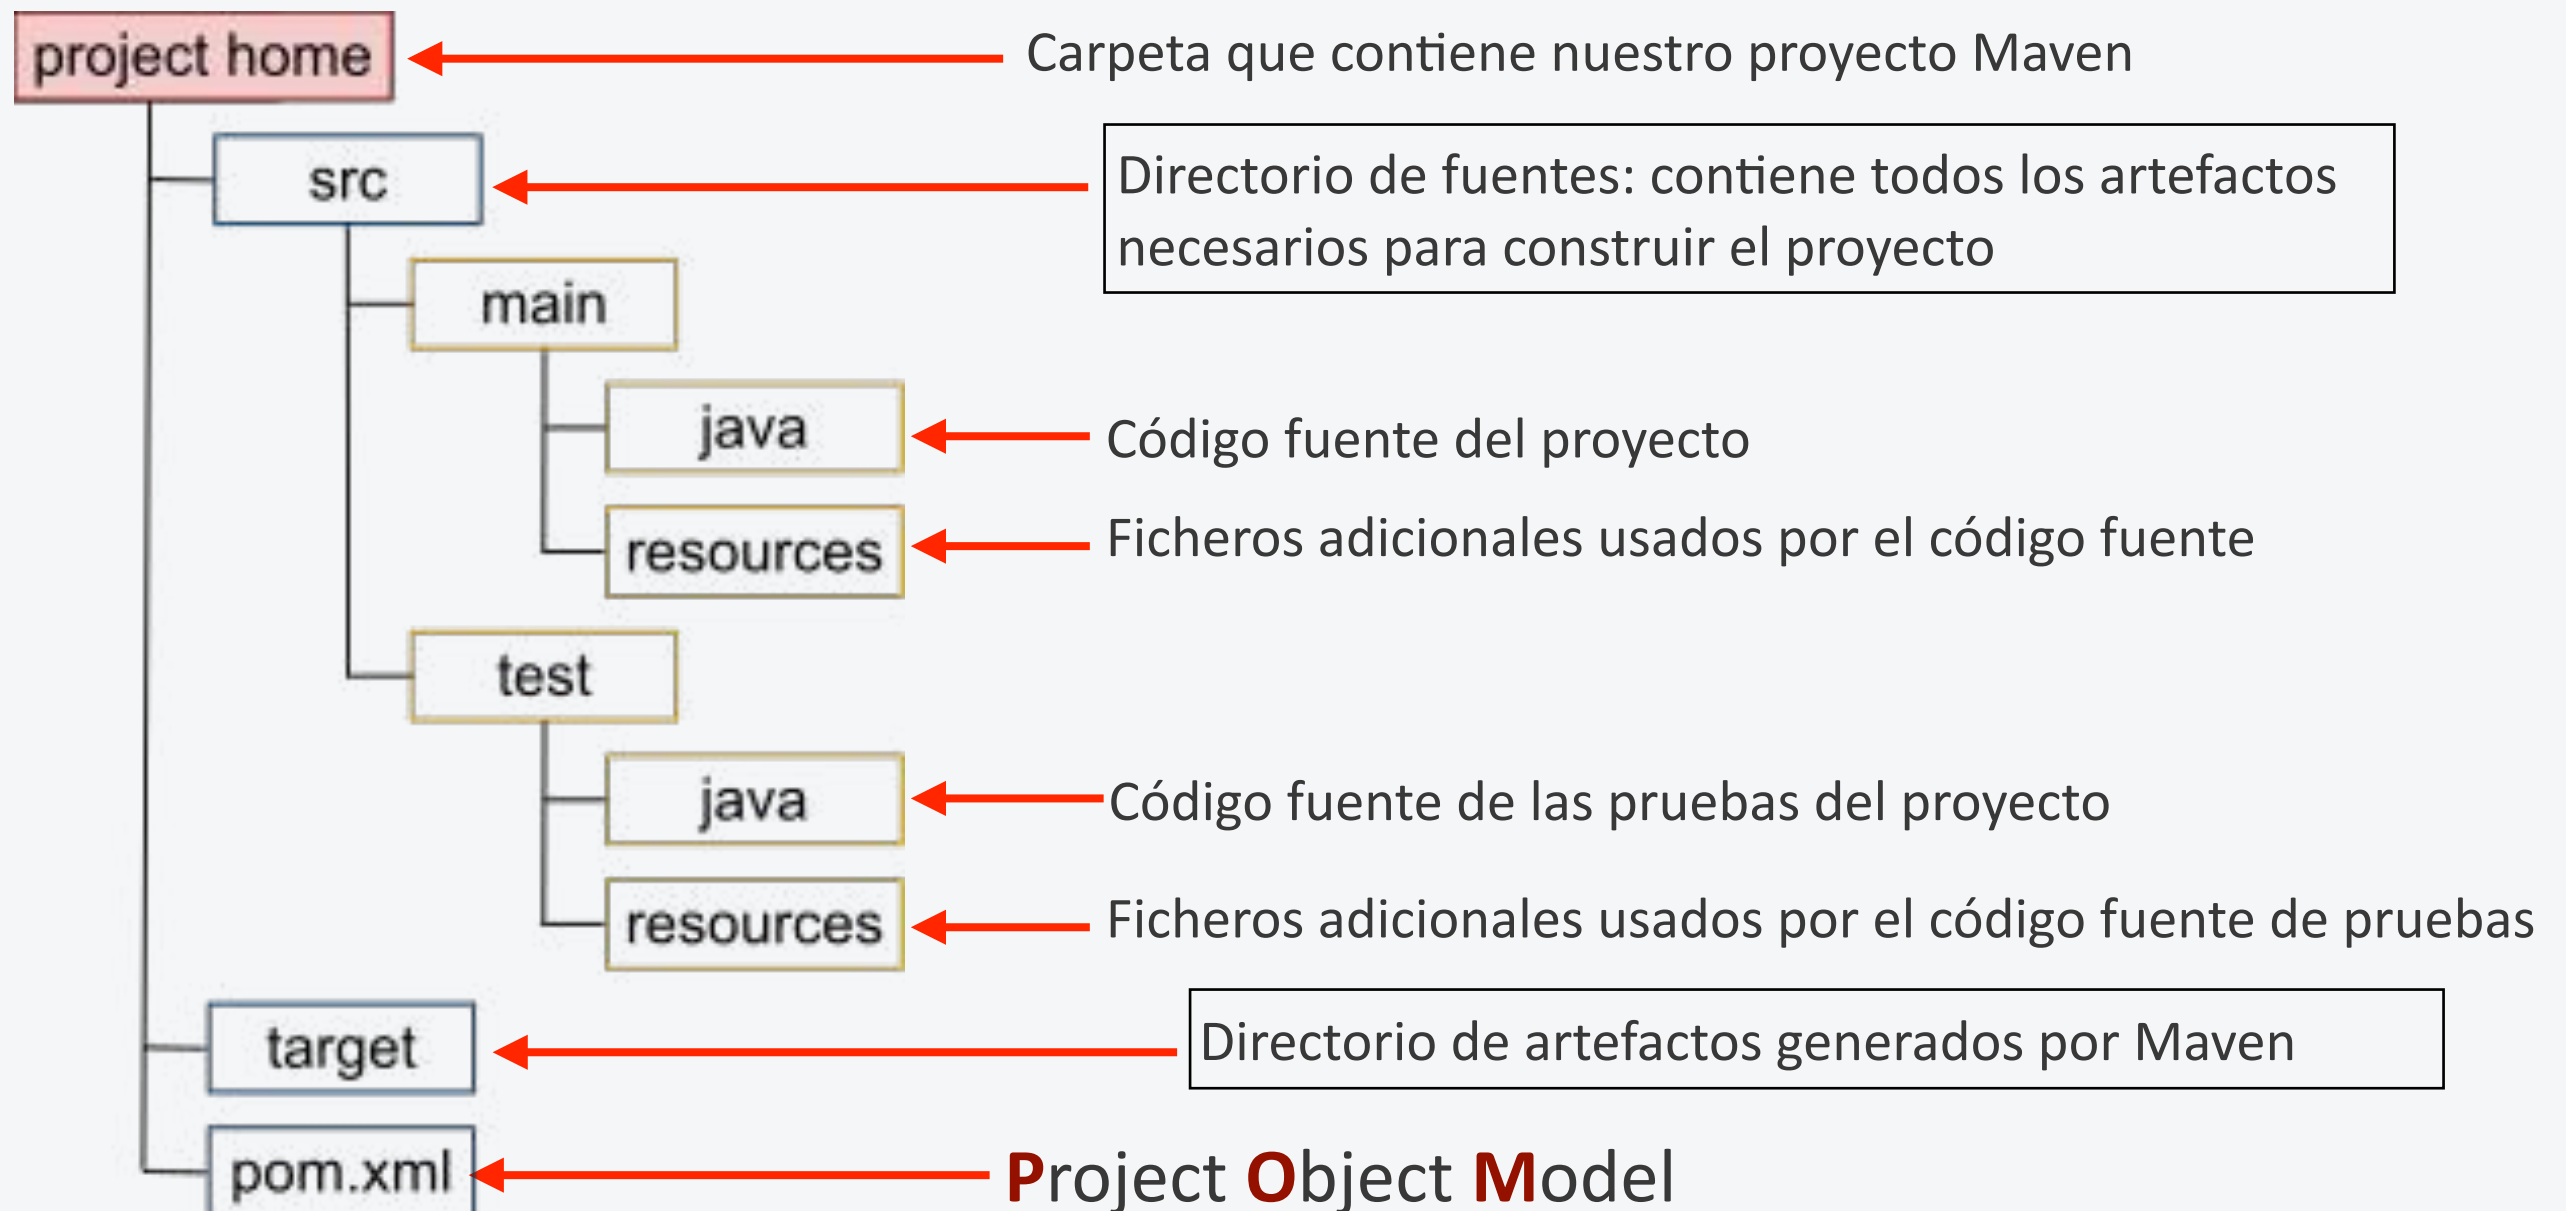 project home
Carpeta que contiene nuestro proyecto Maven
src
Directorio de fuentes: contiene todos los artefactos
necesarios para construir el proyecto
main
java
Código fuente del proyecto
resources
Ficheros adicionales usados por el código fuente
test
java
Código fuente de las pruebas del proyecto
resources
Ficheros adicionales usados por el código fuente de pruebas
target
Directorio de artefactos generados por Maven
pom.xml
Project Object Model